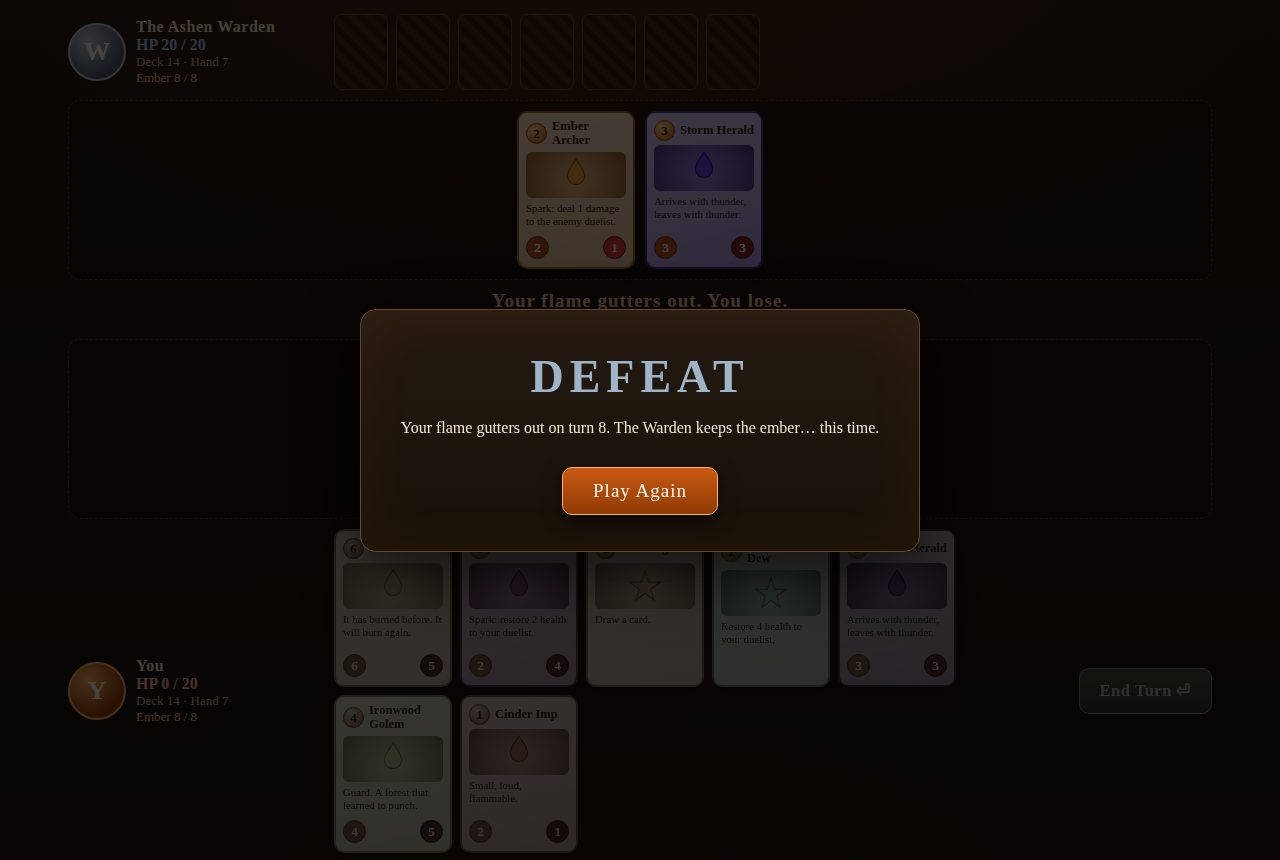 W
The Ashen Warden
HP 20 / 20
Deck 14 · Hand 7
Ember 8 / 8
2
Ember
Archer
Spark: deal 1 damage
to the enemy duelist.
2
1
3
Storm Herald
Arrives with thunder,
leaves with thunder.
3
3
Your flame gutters out. You lose.
DEFEAT
Your flame gutters out on turn 8. The Warden keeps the ember… this time.
Play Again
6
It has burned before. It
will burn again.
6
5
Spark: restore 2 health
to your duelist.
2
4
Draw a card.
Dew
Restore 4 health to
your duelist.
Herald
Arrives with thunder,
leaves with thunder.
3
3
Y
You
HP 0 / 20
Deck 14 · Hand 7
Ember 8 / 8
4
Ironwood
Golem
Guard. A forest that
learned to punch.
4
5
1
Cinder Imp
Small, loud,
flammable.
2
1
End Turn ⏎